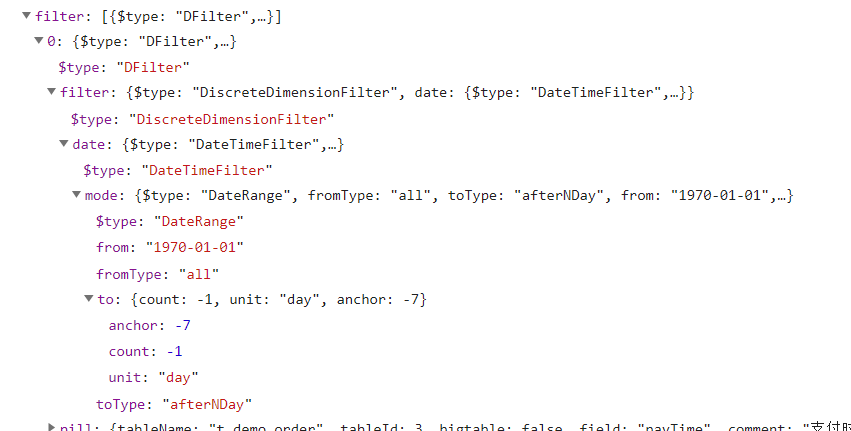 filter: [{$type: "DFilter",…}]
0: {$type: "DFilter",…}
$type: "DFilter"
filter: {$type: "DiscreteDimensionFilter", date: {$type: "DateTimeFilter",…}}
$type: "DiscreteDimensionFilter"
date: {$type: "DateTimeFilter",…}
$type: "DateTimeFilter"
mode: {$type: "DateRange", fromType: "all", toType: "afterNDay", from: "1970-01-01",…}
$type: "DateRange"
from: "1970-01-01"
fromType: "all"
to: {count: -1, unit: "day", anchor: -7}
anchor: -7
count: -1
unit: "day"
toType: "afterNDay"
pill: {tableName: "t_demo_order", tableId: 3, bigtable: false, field: "payTime", comment: "支付时